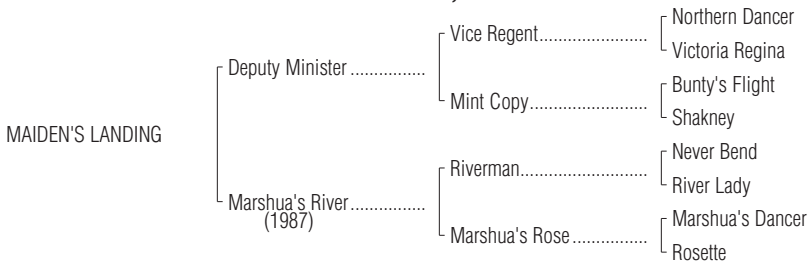 Northern Dancer
Vice Regent
Victoria Regina
Deputy Minister
Bunty's Flight
Mint Copy
Shakney
MAIDEN'S LANDING
Never Bend
Riverman
River Lady
Marshua's River
(1987)
Marshua's Dancer
Marshua's Rose
Rosette